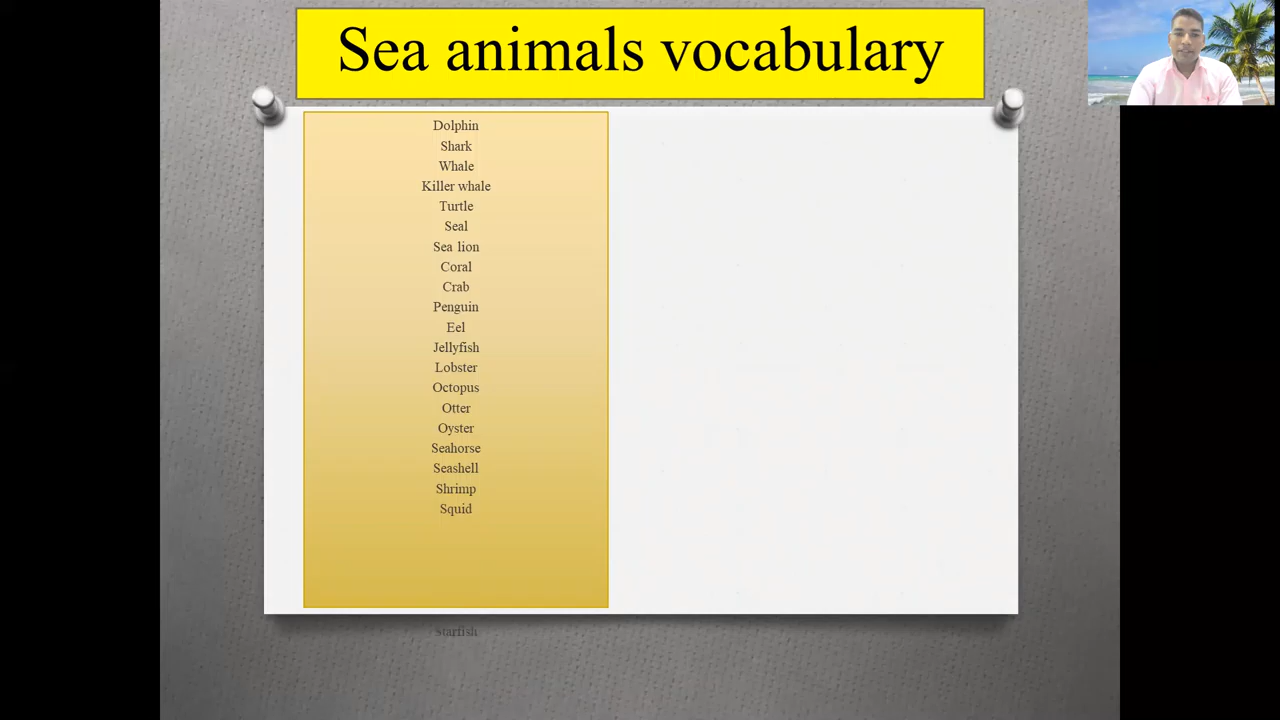 Sea animals vocabulary
Dolphin
Shark
Whale
Killer whale
Turtle
Seal
Sea lion
Coral
Crab
Penguin
Eel
Jellyfish
Lobster
Octopus
Otter
Oyster
Seahorse
Seashell
Shrimp
Squid
Starfish